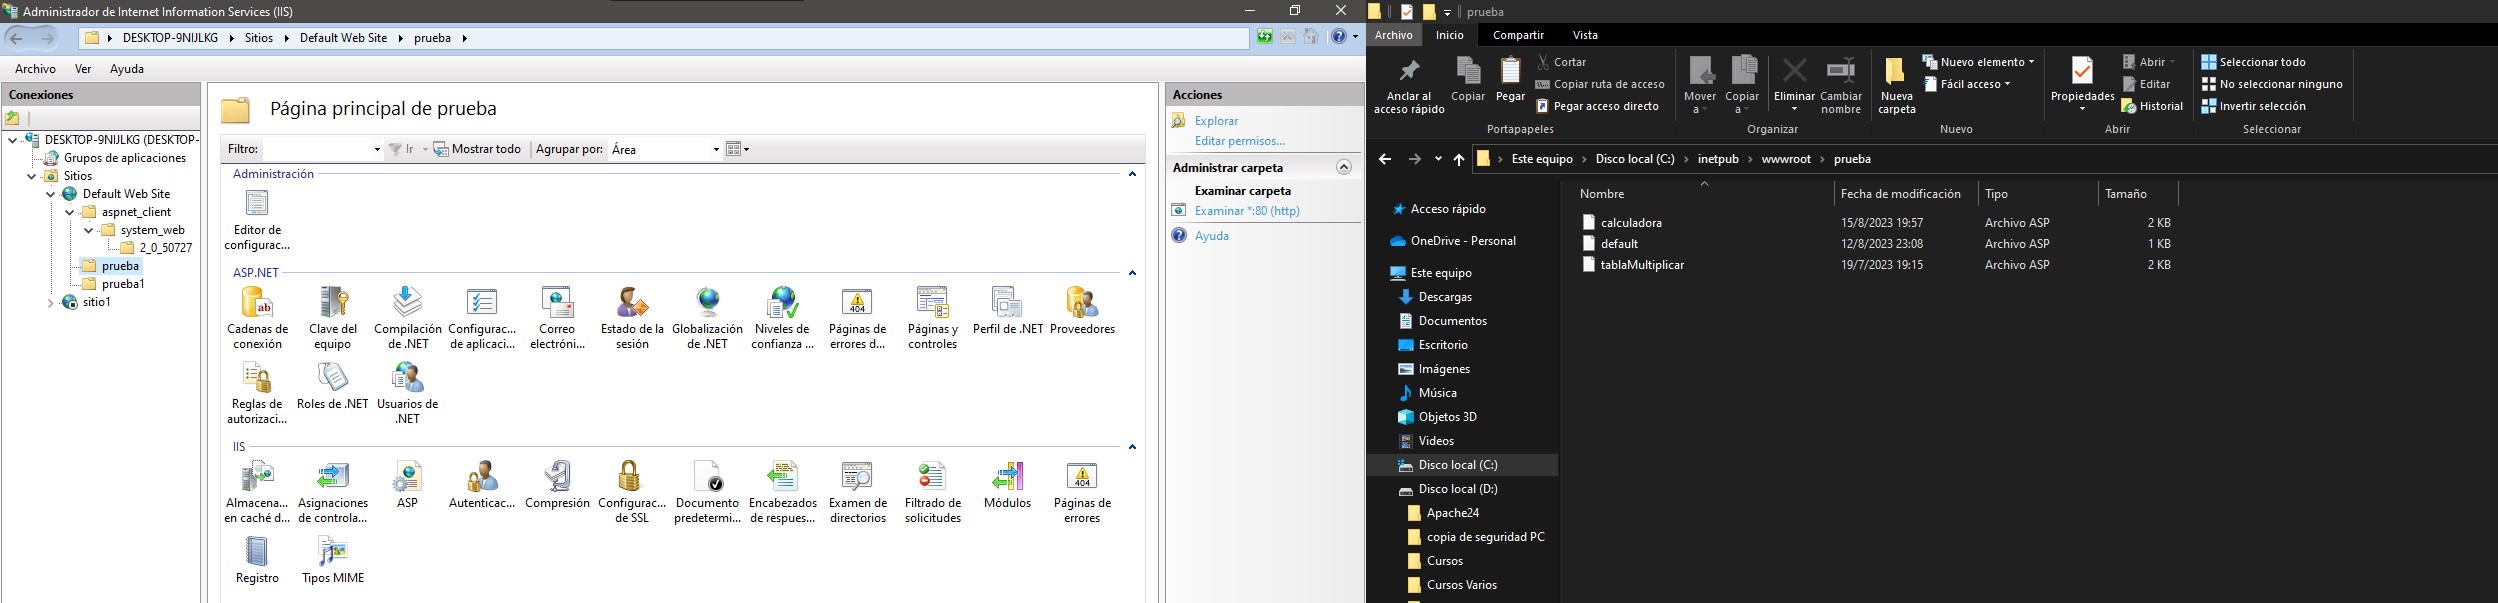 Administrador de Internet Information Services (IIS)
DESKTOP-9NIJLKG
Sitios
Default Web Site
prueba
Archivo
Ver
Ayuda
Conexiones
DESKTOP-9NIJLKG (DESKTOP-
Grupos de aplicaciones
Sitios
Default Web Site
aspnet_client
system_web
2_0_50727
prueba
prueba1
sitio1
Página principal de prueba
Filtro:
Ir
Mostrar todo
Agrupar por:
Área
Administración
Editor de
configurac...
ASP.NET
Cadenas de
conexión
Clave del
equipo
Compilación
de .NET
Configurac...
de aplicaci...
Correo
electróni...
Estado de la
sesión
Globalización
de .NET
Niveles de
confianza ...
Páginas de
errores d...
Páginas y
controles
Perfil de .NET
Proveedores
Reglas de
autorizaci...
Roles de .NET
Usuarios de
.NET
IIS
Almacena...
en caché d...
Asignaciones
de controla...
ASP
Autenticac...
Compresión
Configurac...
de SSL
Documento
predetermi...
Encabezados
de respues...
Examen de
directorios
Filtrado de
solicitudes
Módulos
Páginas de
errores
Registro
Tipos MIME
Acciones
Explorar
Editar permisos...
Administrar carpeta
Examinar carpeta
Examinar *:80 (http)
Ayuda
prueba
Archivo
Inicio
Compartir
Vista
Anclar al
acceso rápido
Copiar
Pegar
Cortar
Copiar ruta de acceso
Pegar acceso directo
Portapapeles
Mover
a
Copiar
a
Eliminar
Cambiar
nombre
Organizar
Nueva
carpeta
Nuevo elemento
Fácil acceso
Nuevo
Propiedades
Abrir
Editar
Historial
Abrir
Seleccionar todo
No seleccionar ninguno
Invertir selección
Seleccionar
Este equipo
Disco local (C:)
inetpub
wwwroot
prueba
Acceso rápido
OneDrive - Personal
Este equipo
Descargas
Documentos
Escritorio
Imágenes
Música
Objetos 3D
Videos
Disco local (C:)
Disco local (D:)
Apache24
copia de seguridad PC
Cursos
Cursos Varios
Nombre Fecha de modificación Tipo Tamaño
calculadora 15/8/2023 19:57 Archivo ASP 2 KB
default 12/8/2023 23:08 Archivo ASP 1 KB
tablaMultiplicar 19/7/2023 19:15 Archivo ASP 2 KB